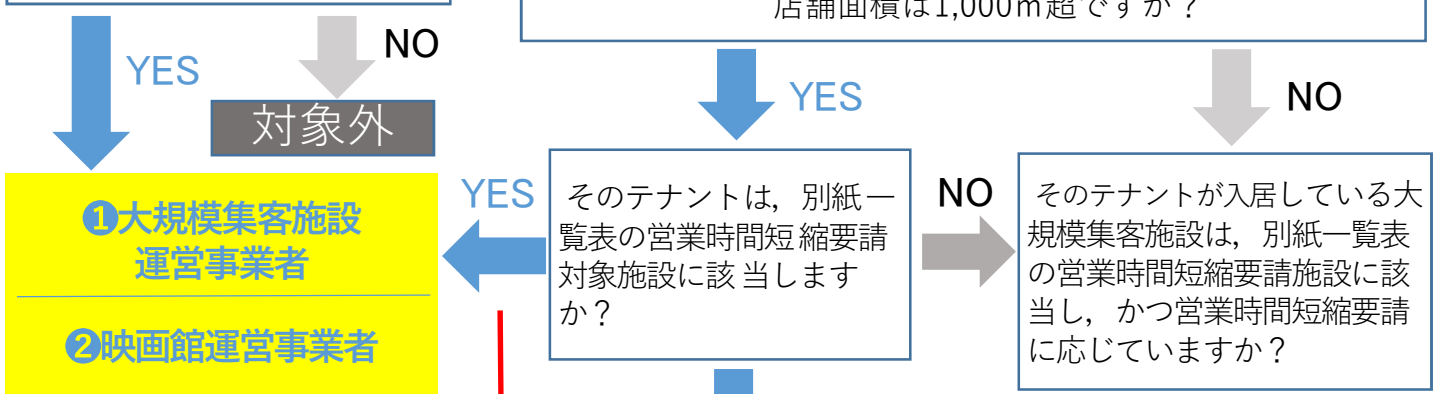 店舗面積は1,000㎡超ですか？
YES
NO
対象外
YES
NO
❶大規模集客施設
運営事業者
❷映画館運営事業者
YES
そのテナントは，別紙一
覧表の営業時間短縮要請
対象施設に該当します
か？
NO
そのテナントが入居している大
規模集客施設は，別紙一覧表
の営業時間短縮要請施設に該
当し，かつ営業時間短縮要請
に応じていますか？